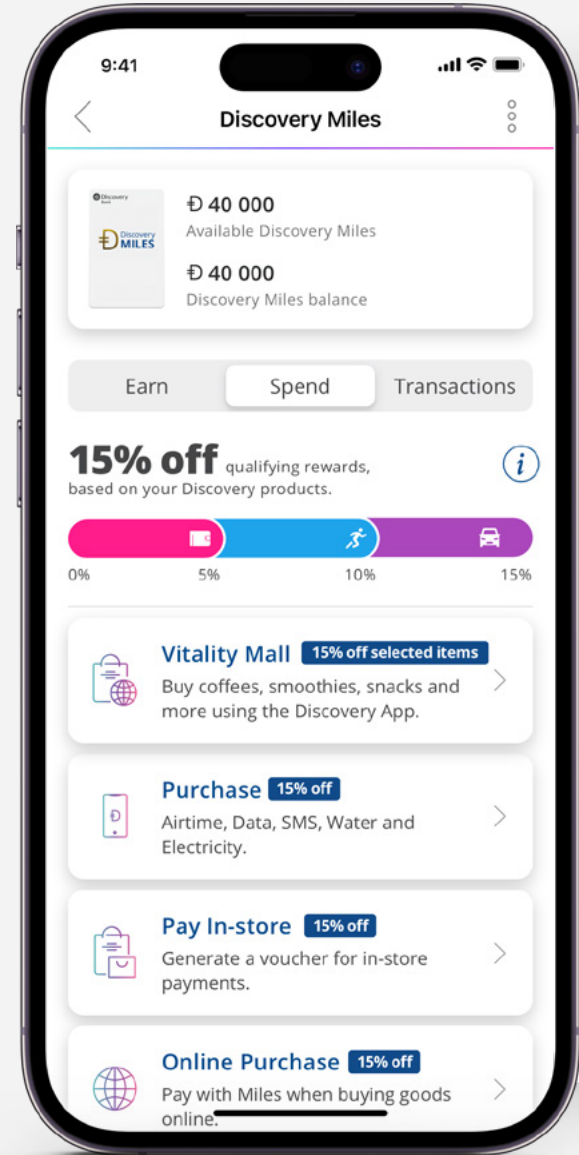 9:41
Discovery Miles
Discovery
Bank
Discovery
MILES
Đ 40 000
Available Discovery Miles
Đ 40 000
Discovery Miles balance
Earn Spend Transactions
15% off qualifying rewards,
based on your Discovery products.
i
0% 5% 10% 15%
Vitality Mall 15% off selected items
Buy coffees, smoothies, snacks and
more using the Discovery App.
Purchase 15% off
Airtime, Data, SMS, Water and
Electricity.
Pay In-store 15% off
Generate a voucher for in-store
payments.
Online Purchase 15% off
Pay with Miles when buying goods
online.